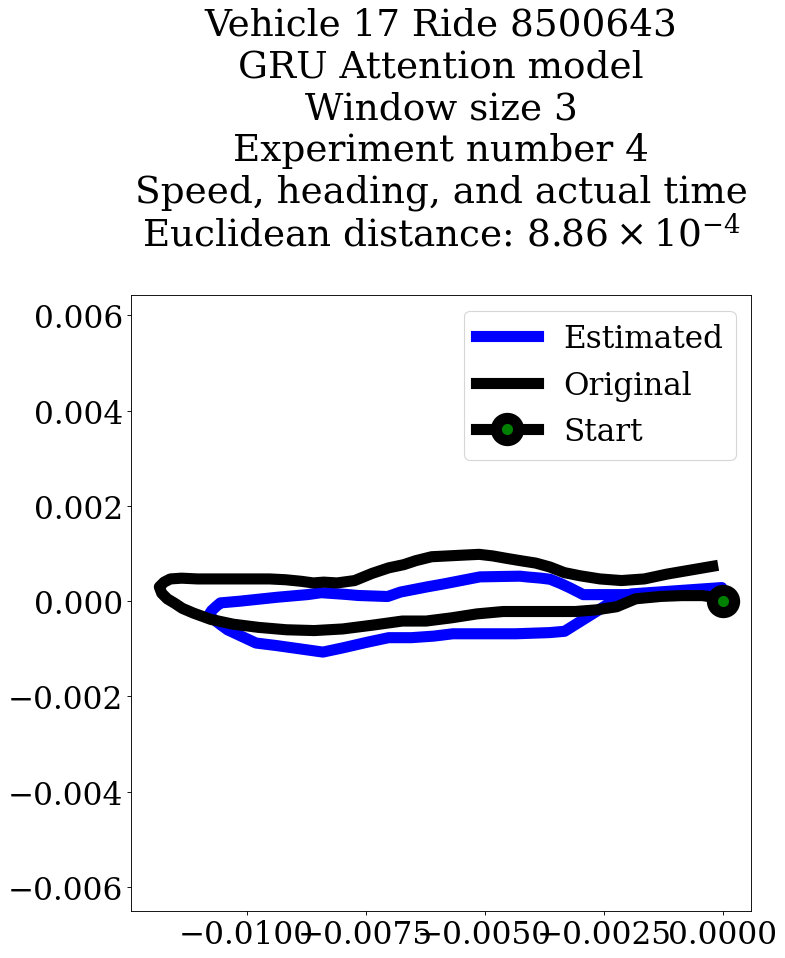 Vehicle 17 Ride 8500643
GRU Attention model
Window size 3
Experiment number 4
Speed, heading, and actual time
Euclidean distance: 8.86 × 10⁻⁴
Estimated
Original
Start
0.006
0.004
0.002
0.000
−0.002
−0.004
−0.006
−0.0100 −0.0075 −0.0050 −0.0025 0.0000